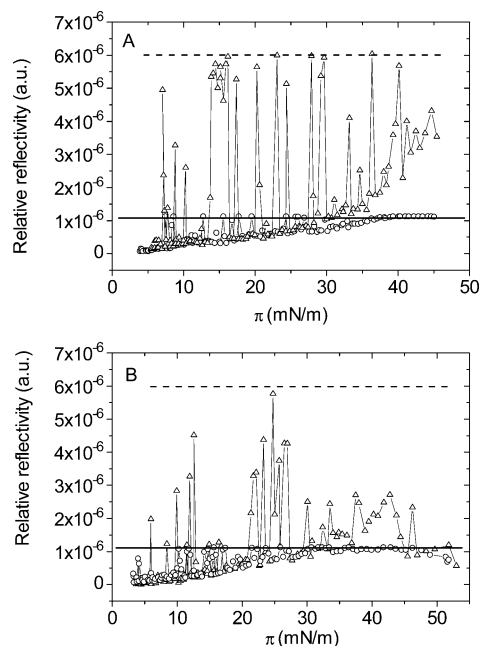 A
Relative reflectivity (a.u.)
7x10⁻⁶
6x10⁻⁶
5x10⁻⁶
4x10⁻⁶
3x10⁻⁶
2x10⁻⁶
1x10⁻⁶
0
0 10 20 30 40 50
π (mN/m)
B
Relative reflectivity (a.u.)
7x10⁻⁶
6x10⁻⁶
5x10⁻⁶
4x10⁻⁶
3x10⁻⁶
2x10⁻⁶
1x10⁻⁶
0
0 10 20 30 40 50
π (mN/m)